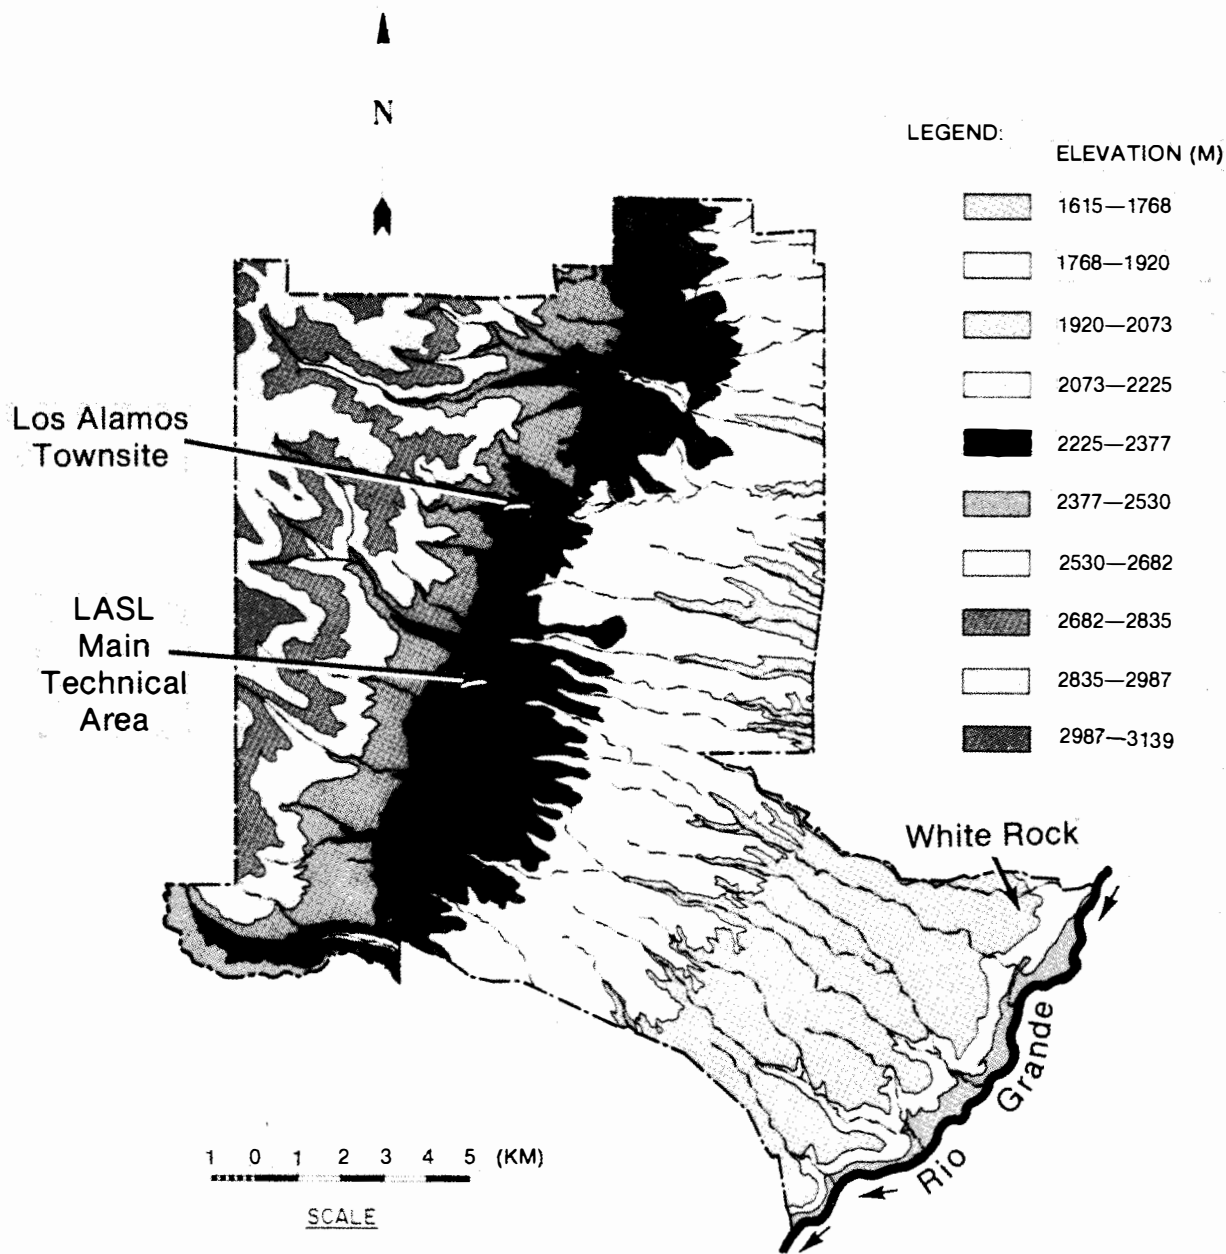 N
LEGEND:
ELEVATION (M)
1615—1768
1768—1920
1920—2073
2073—2225
2225—2377
2377—2530
2530—2682
2682—2835
2835—2987
2987—3139
Los Alamos
Townsite
LASL
Main
Technical
Area
White Rock
Rio Grande
1 0 1 2 3 4 5 (KM)
SCALE